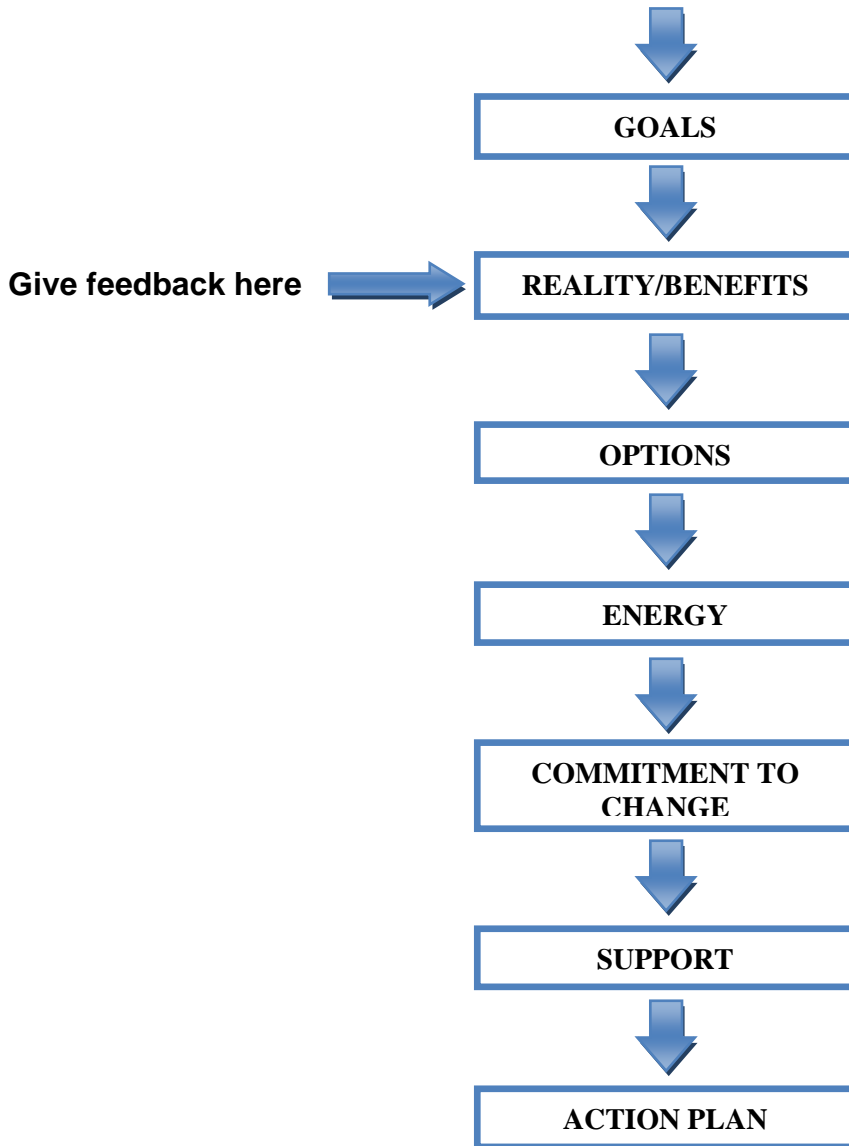 GOALS
Give feedback here
REALITY/BENEFITS
OPTIONS
ENERGY
COMMITMENT TO
CHANGE
SUPPORT
ACTION PLAN